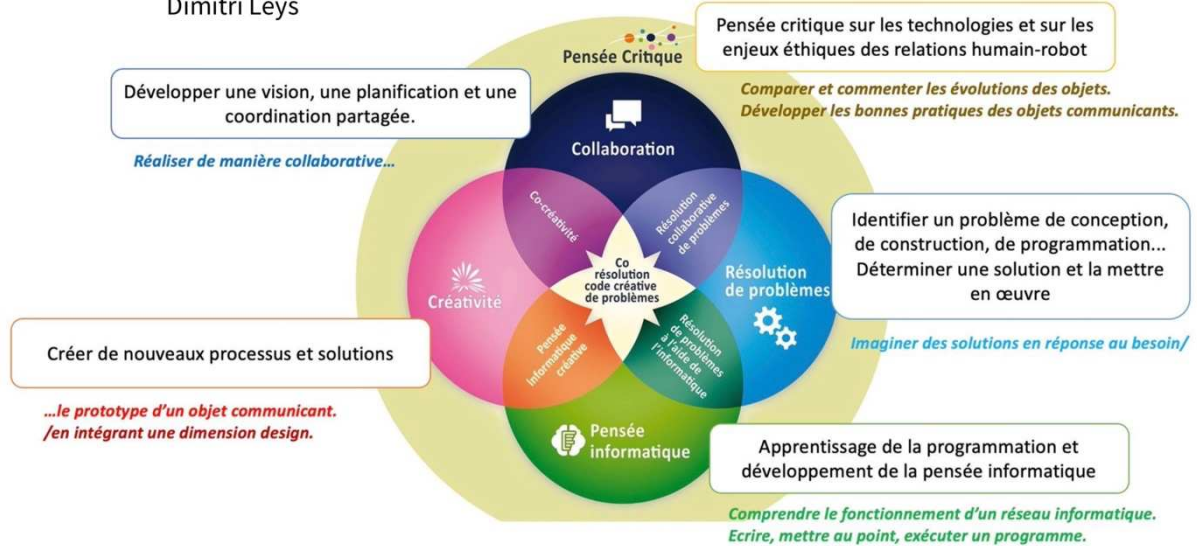 Dimitri Leys
Pensée critique sur les technologies et sur les
enjeux éthiques des relations humain-robot
Comparer et commenter les évolutions des objets.
Développer les bonnes pratiques des objets communicants.
Pensée Critique
Développer une vision, une planification et une
coordination partagée.
Réaliser de manière collaborative…
Collaboration
Co-créativité
Résolution
collaborative
de problèmes
Identifier un problème de conception,
de construction, de programmation...
Déterminer une solution et la mettre
en œuvre
Imaginer des solutions en réponse au besoin/
Co
résolution
code créative
de problèmes
Résolution
de problèmes
Créativité
Créer de nouveaux processus et solutions
…le prototype d’un objet communicant.
/en intégrant une dimension design.
Pensée
informatique
créative
Résolution
de problèmes
à l'aide de
l'informatique
Pensée
informatique
Apprentissage de la programmation et
développement de la pensée informatique
Comprendre le fonctionnement d’un réseau informatique.
Ecrire, mettre au point, exécuter un programme.